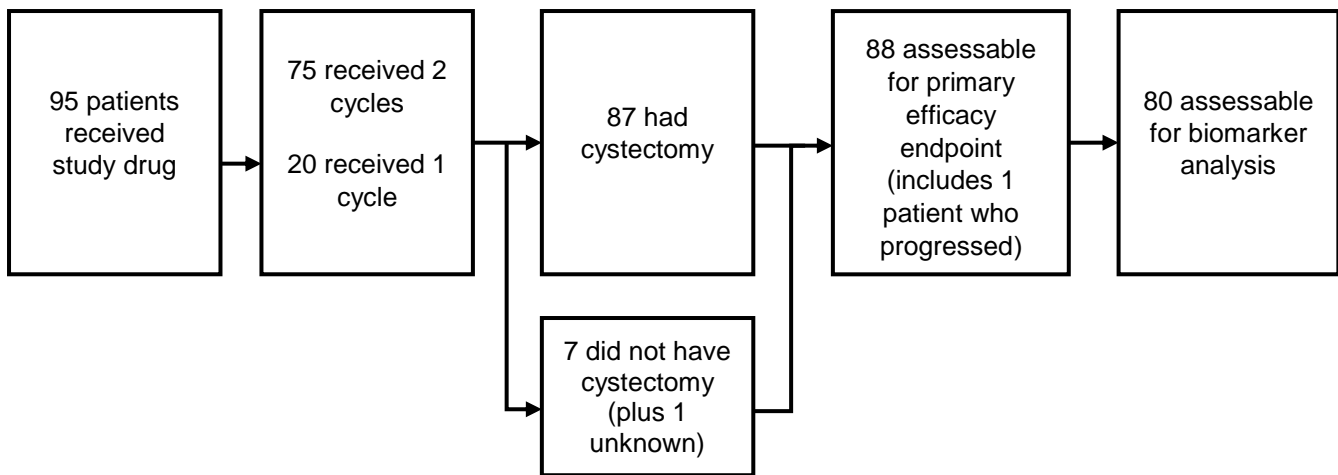 95 patients
received
study drug
75 received 2
cycles
20 received 1
cycle
87 had
cystectomy
7 did not have
cystectomy
(plus 1
unknown)
88 assessable
for primary
efficacy
endpoint
(includes 1
patient who
progressed)
80 assessable
for biomarker
analysis